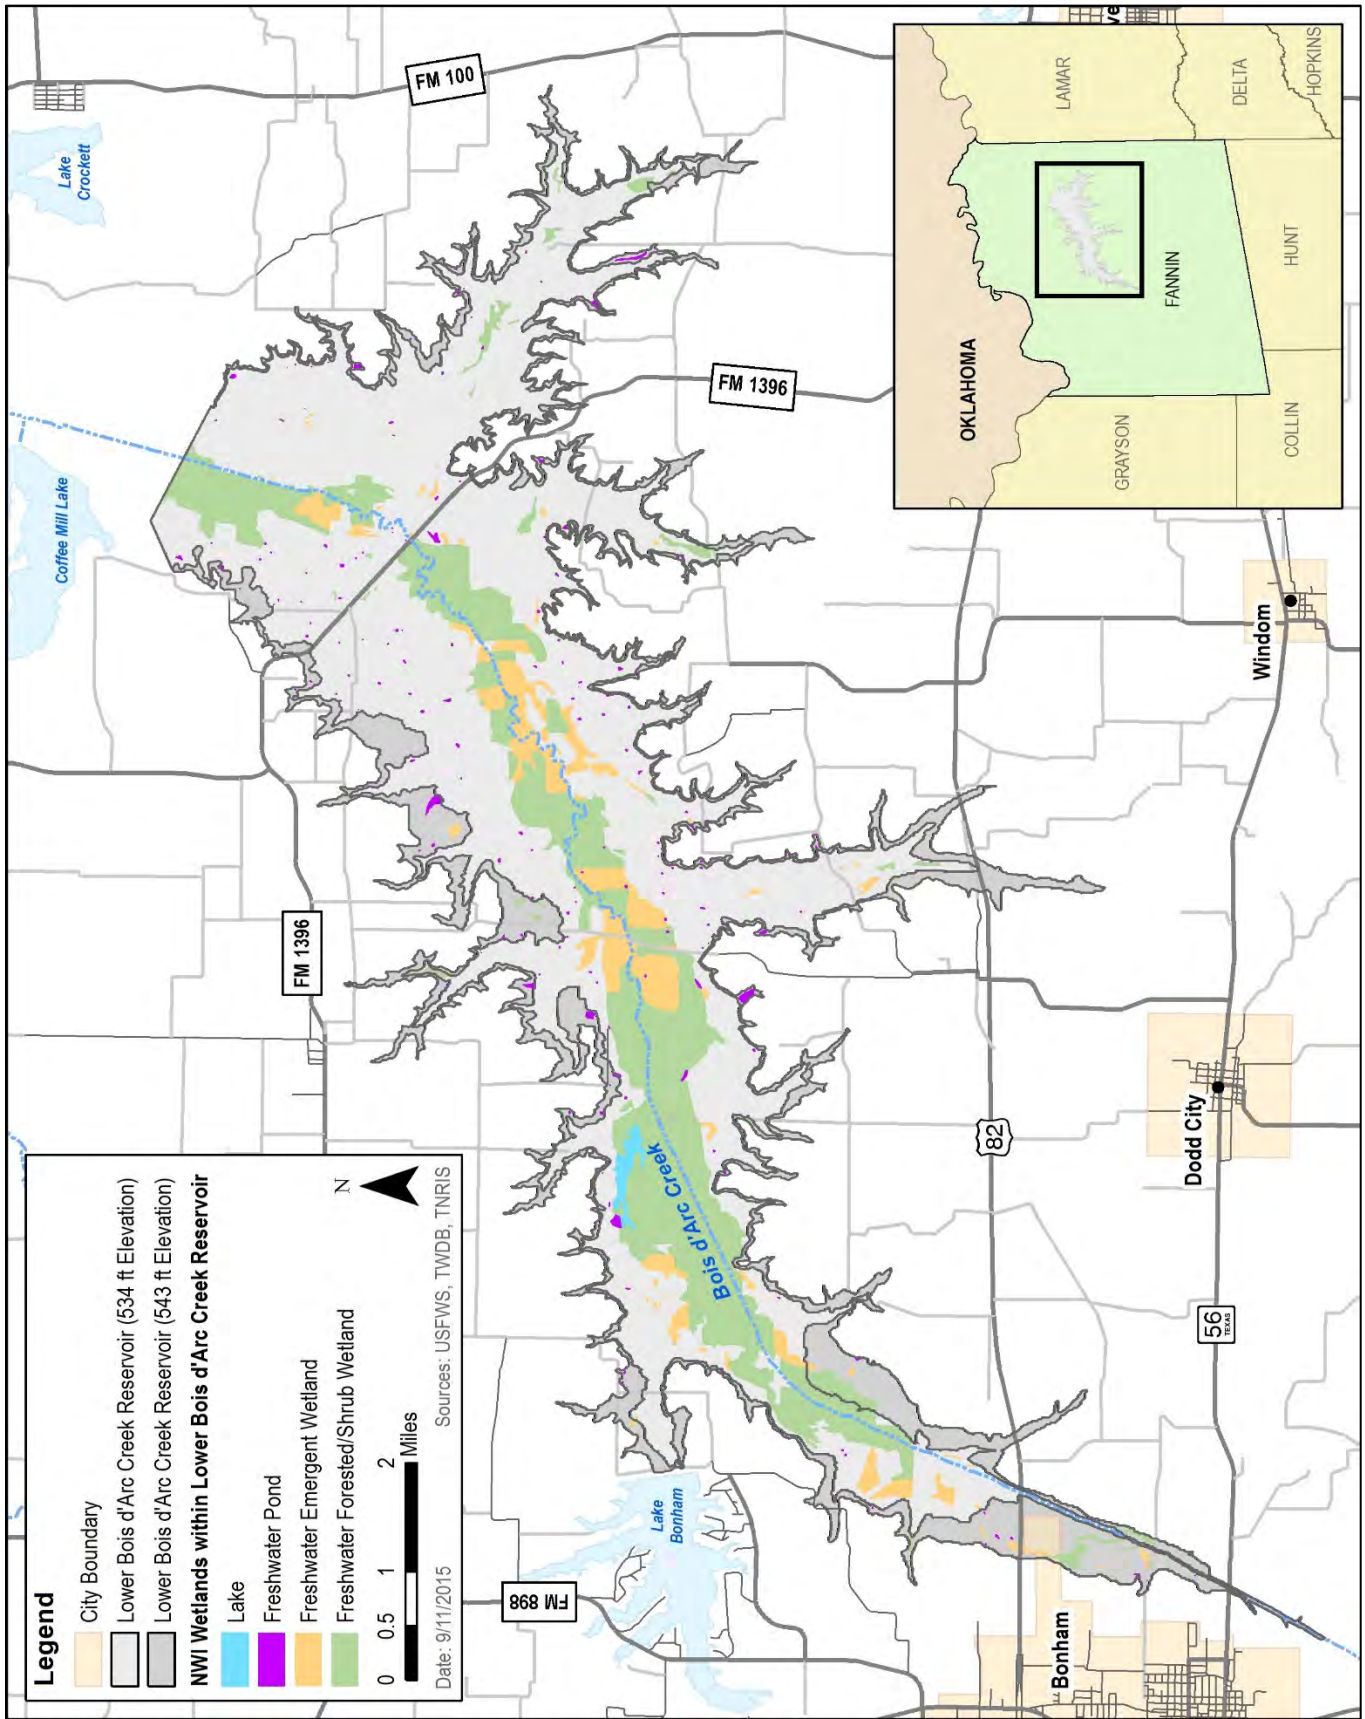 Legend
City Boundary
Lower Bois d'Arc Creek Reservoir (534 ft Elevation)
Lower Bois d'Arc Creek Reservoir (543 ft Elevation)
NWI Wetlands within Lower Bois d'Arc Creek Reservoir
Lake
Freshwater Pond
Freshwater Emergent Wetland
Freshwater Forested/Shrub Wetland
N
0 0.5 1 2
Miles
Date: 9/11/2015 Sources: USFWS, TWDB, TNRIS
Coffee Mill Lake
Lake
Crockett
FM 100
FM 1396
FM 1396
FM 898
Lake
Bonham
Bois d'Arc Creek
82
56
TEXAS
Bonham
Dodd City
Windom
OKLAHOMA
LAMAR
DELTA
HOPKINS
FANNIN
GRAYSON
COLLIN
HUNT